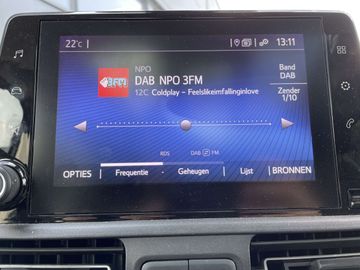 22°C 13:11
NPO
DAB NPO 3FM
12C Coldplay - Feelslikeimfallinginlove
3FM
Band
DAB
Zender
1/10
RDS DAB FM
OPTIES Frequentie Geheugen Lijst BRONNEN